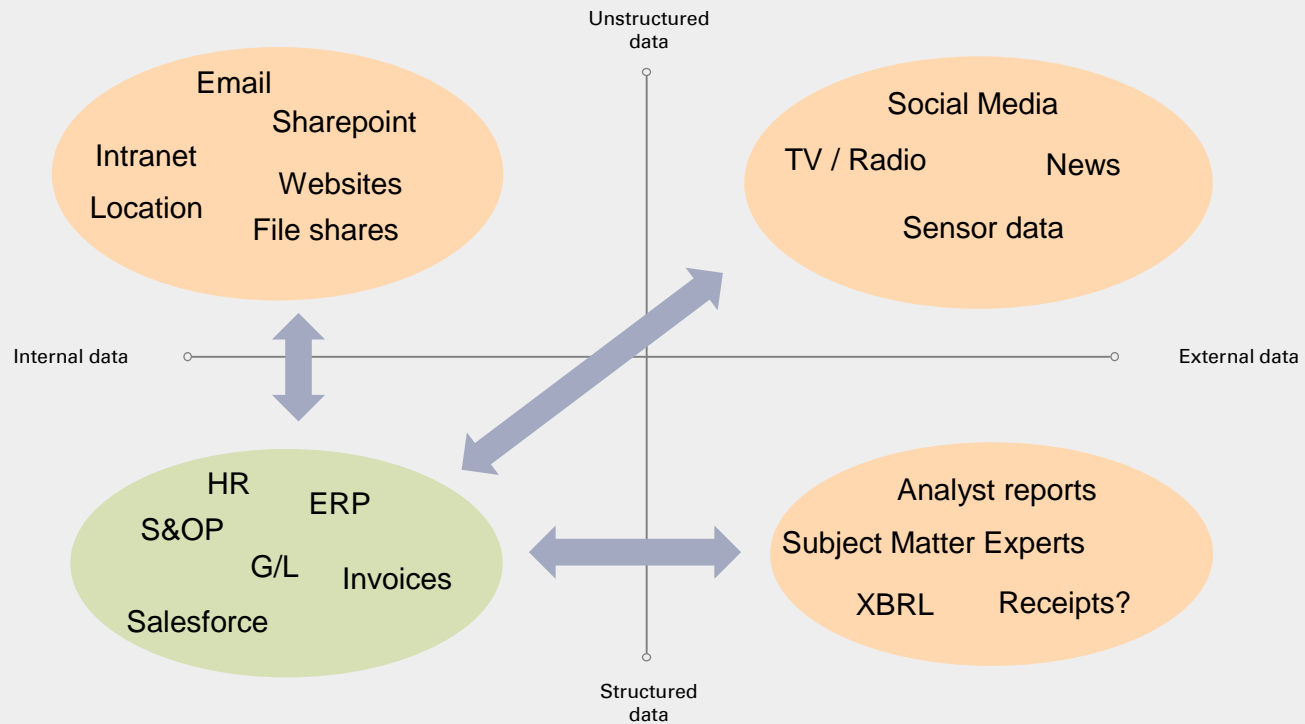 Unstructured
data
Email
Sharepoint
Intranet
Websites
Location
File shares
Social Media
TV / Radio
News
Sensor data
Internal data
External data
HR
ERP
S&OP
G/L
Invoices
Salesforce
Analyst reports
Subject Matter Experts
XBRL
Receipts?
Structured
data